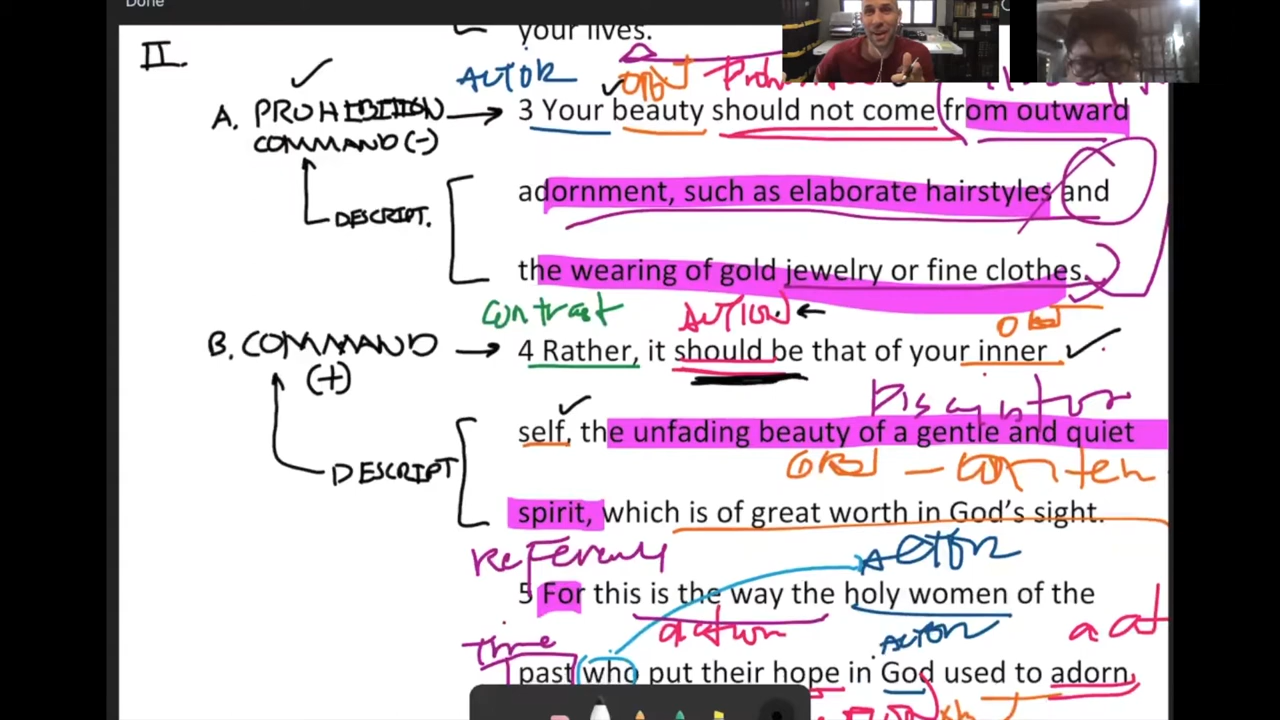 Done
your lives.
II.
ACTOR
A. PROHIBITION → 3 Your beauty should not come from outward
COMMAND (-)
adornment, such as elaborate hairstyles and
DESCRIPT.
the wearing of gold jewelry or fine clothes.
contrast ACTION ←
B. COMMAND → 4 Rather, it should be that of your inner
(+)
self, the unfading beauty of a gentle and quiet
DESCRIPT
spirit, which is of great worth in God's sight.
ACTOR
5 For this is the way the holy women of the
action ACTOR
time
past who put their hope in God used to adorn